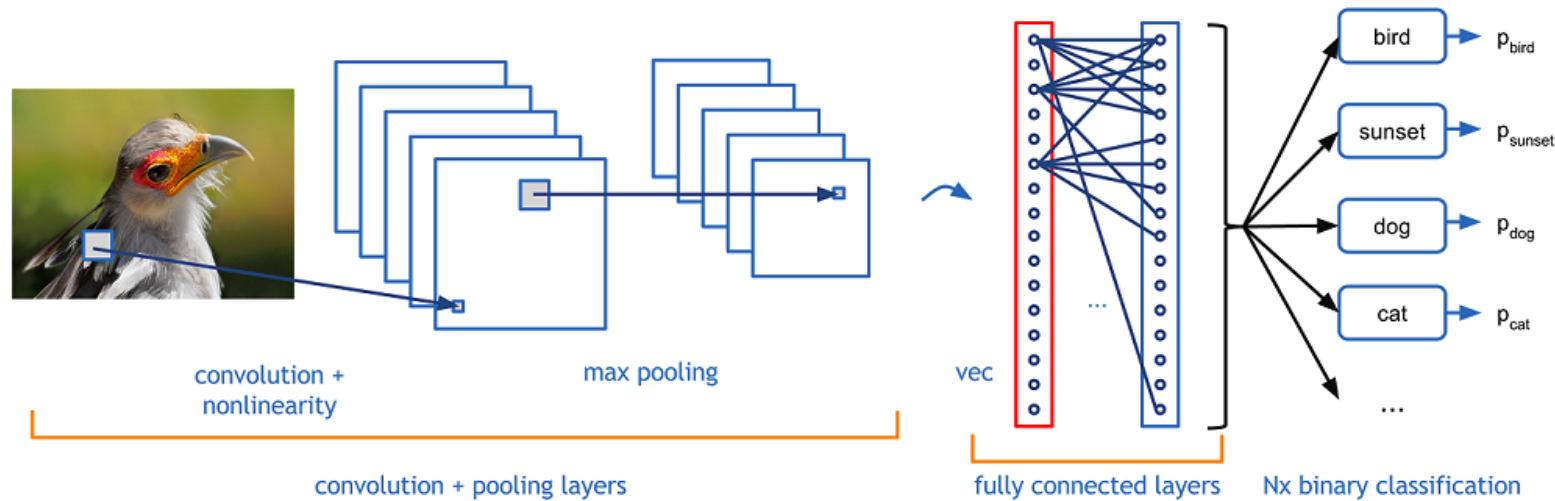 convolution +
nonlinearity
max pooling
vec
...
bird
sunset
dog
cat
...
p_bird
p_sunset
p_dog
p_cat
convolution + pooling layers
fully connected layers
Nx binary classification